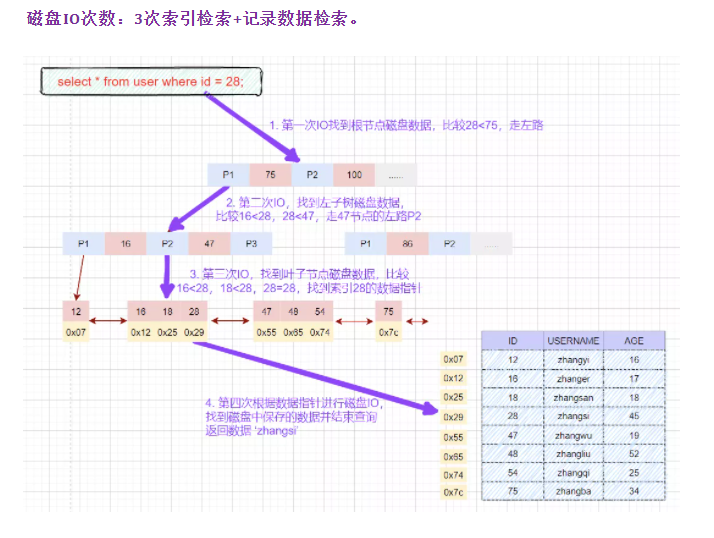 磁盘IO次数：3次索引检索+记录数据检索。
select * from user where id = 28;
1. 第一次IO找到根节点磁盘数据，比较28<75，走左路
P1 75 P2 100 ......
2. 第二次IO，找到左子树磁盘数据，
比较16<28，28<47，走47节点的左路P2
P1 16 P2 47 P3
P1 86 P2 .....
3. 第三次IO，找到叶子节点磁盘数据，比较
16<28，18<28，28=28，找到索引28的数据指针
12
0x07
16 18 28
0x12 0x25 0x29
47 48 54
0x55 0x65 0x74
75
0x7c
4. 第四次根据数据指针进行磁盘IO，
找到磁盘中保存的数据并结束查询
返回数据 'zhangsi'
ID USERNAME AGE
0x07 12 zhangyi 16
0x12 16 zhanger 17
0x25 18 zhangsan 18
0x29 28 zhangsi 45
0x55 47 zhangwu 19
0x65 48 zhangliu 52
0x74 54 zhangqi 25
0x7c 75 zhangba 34